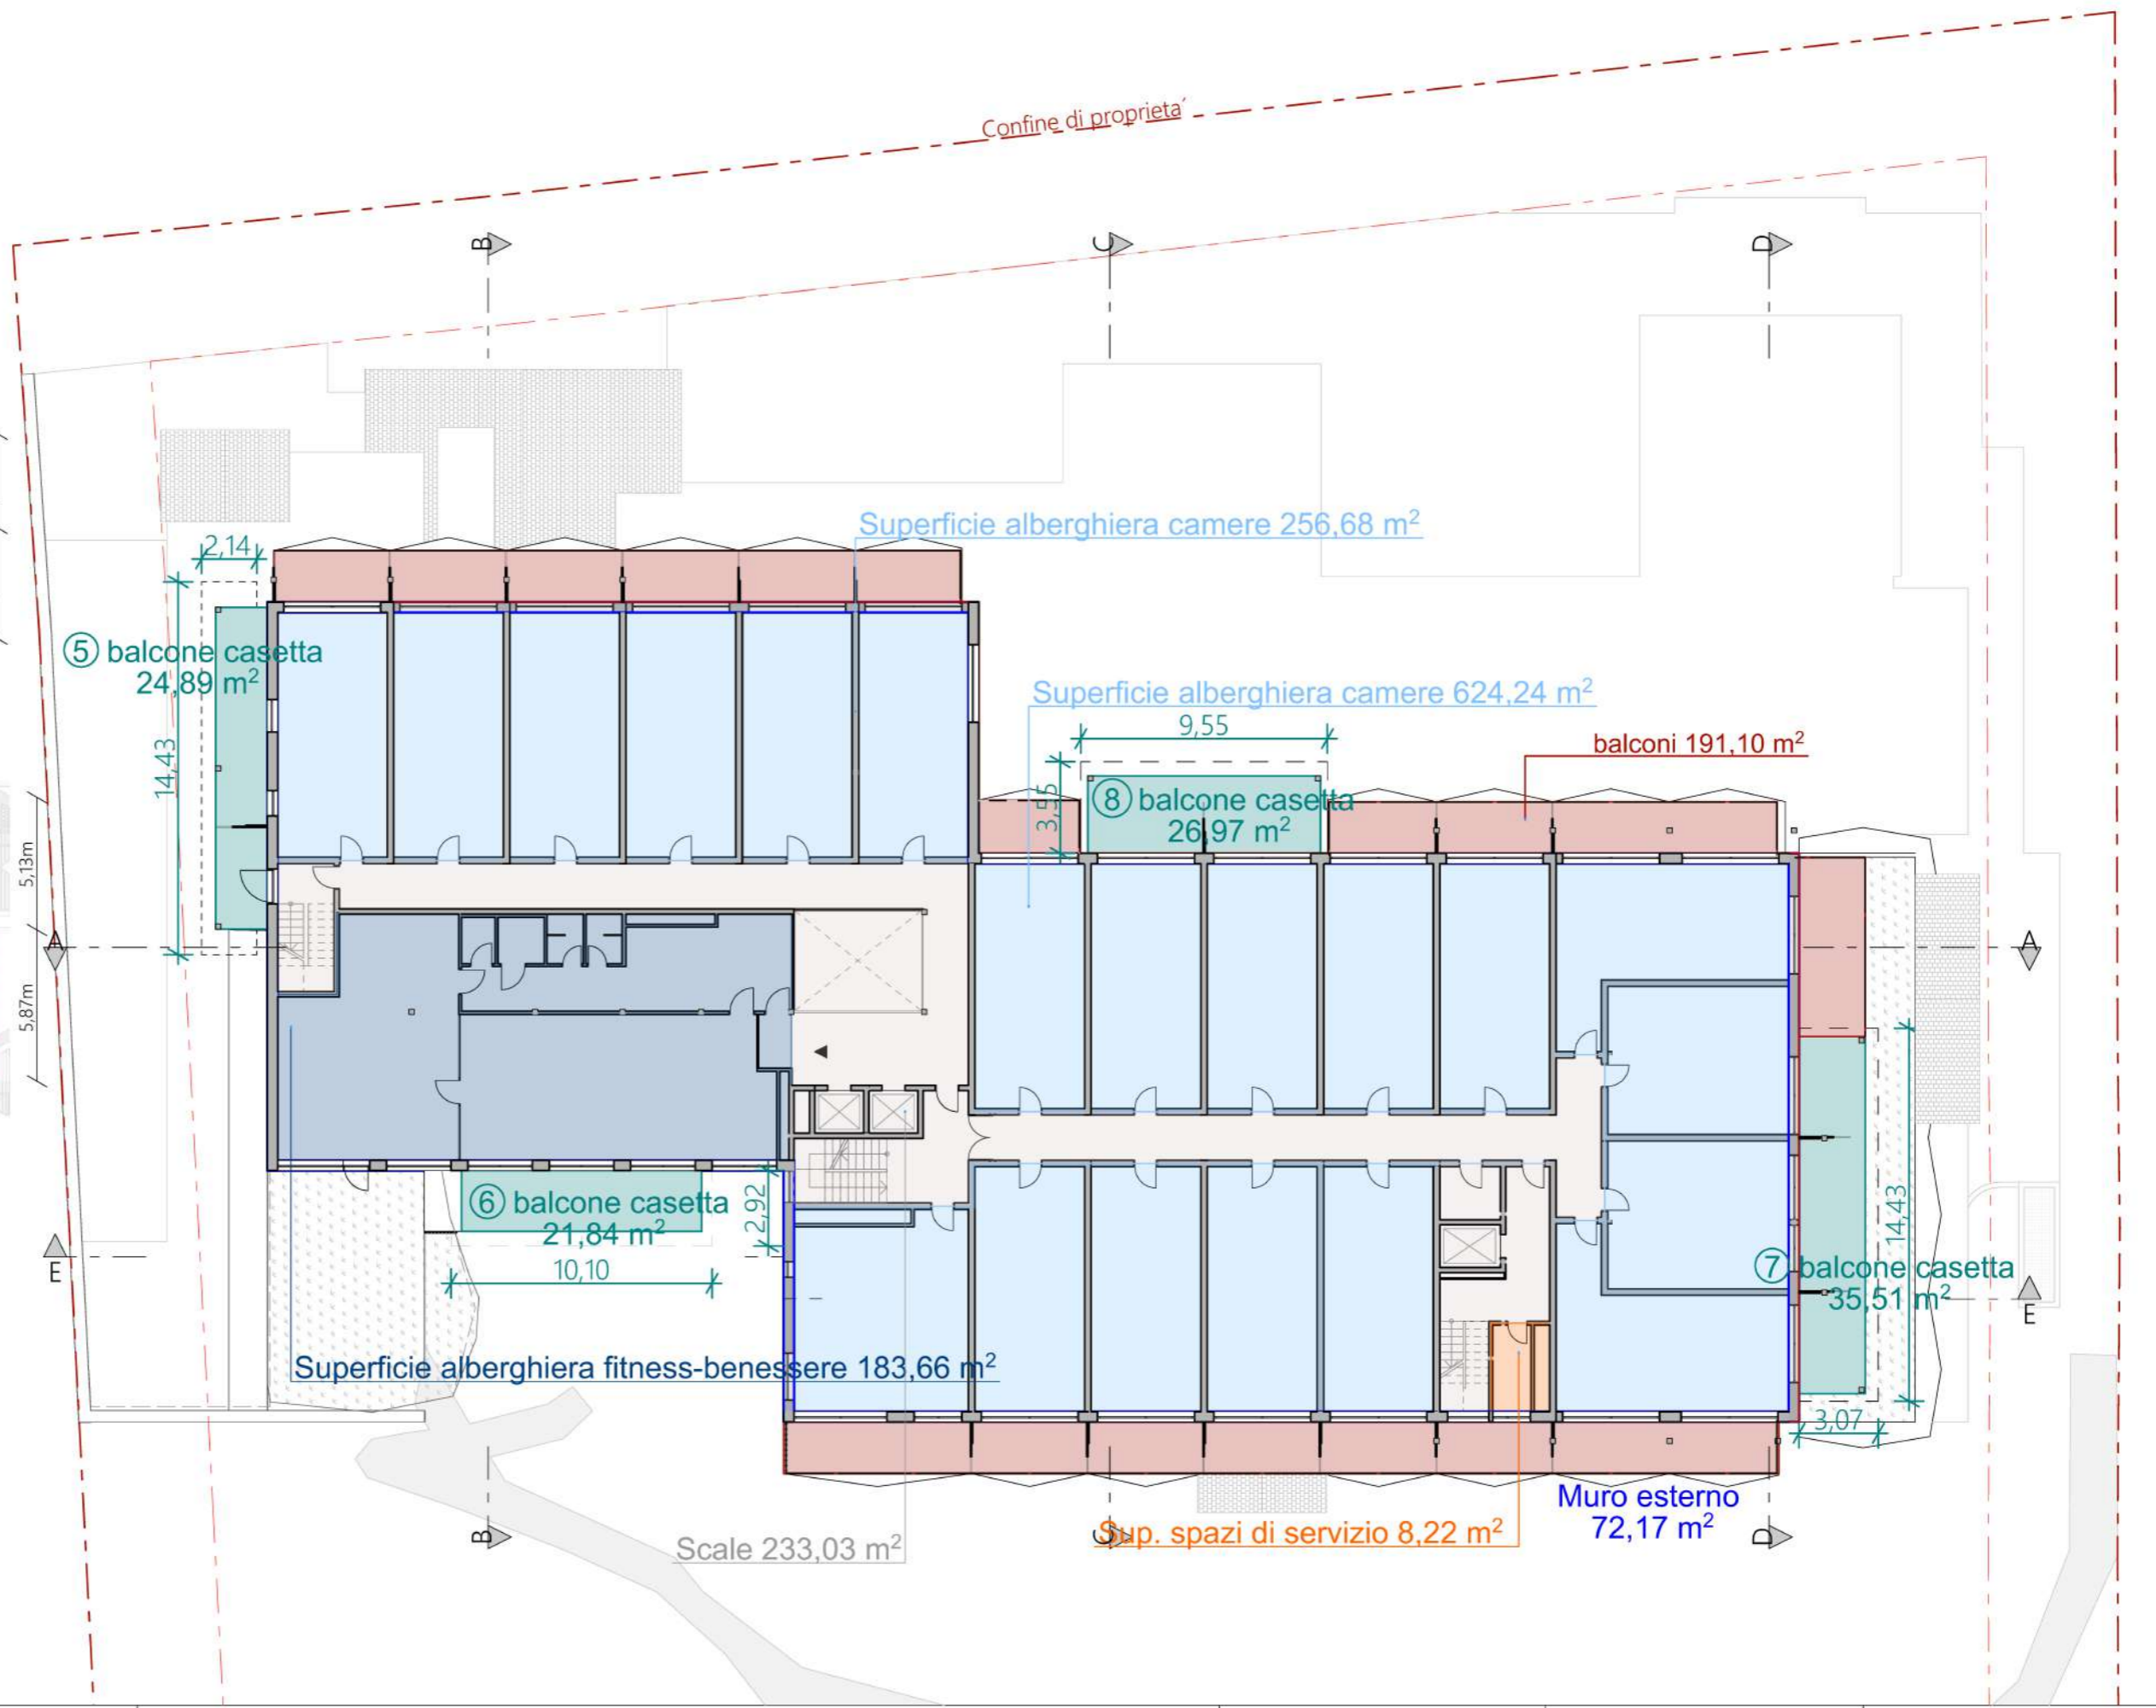 Confine di proprieta´
B
C
D
Superficie alberghiera camere 256,68 m²
2,14
⑤ balcone casetta
24,89 m²
14,43
Superficie alberghiera camere 624,24 m²
9,55
balconi 191,10 m²
3,55
⑧ balcone casetta
26,97 m²
5,13m
A
A
5,87m
⑥ balcone casetta
21,84 m²
2,92
10,10
14,43
⑦ balcone casetta
35,51 m²
E
E
Superficie alberghiera fitness-benessere 183,66 m²
3,07
Muro esterno
72,17 m²
B
C
D
Sup. spazi di servizio 8,22 m²
Scale 233,03 m²